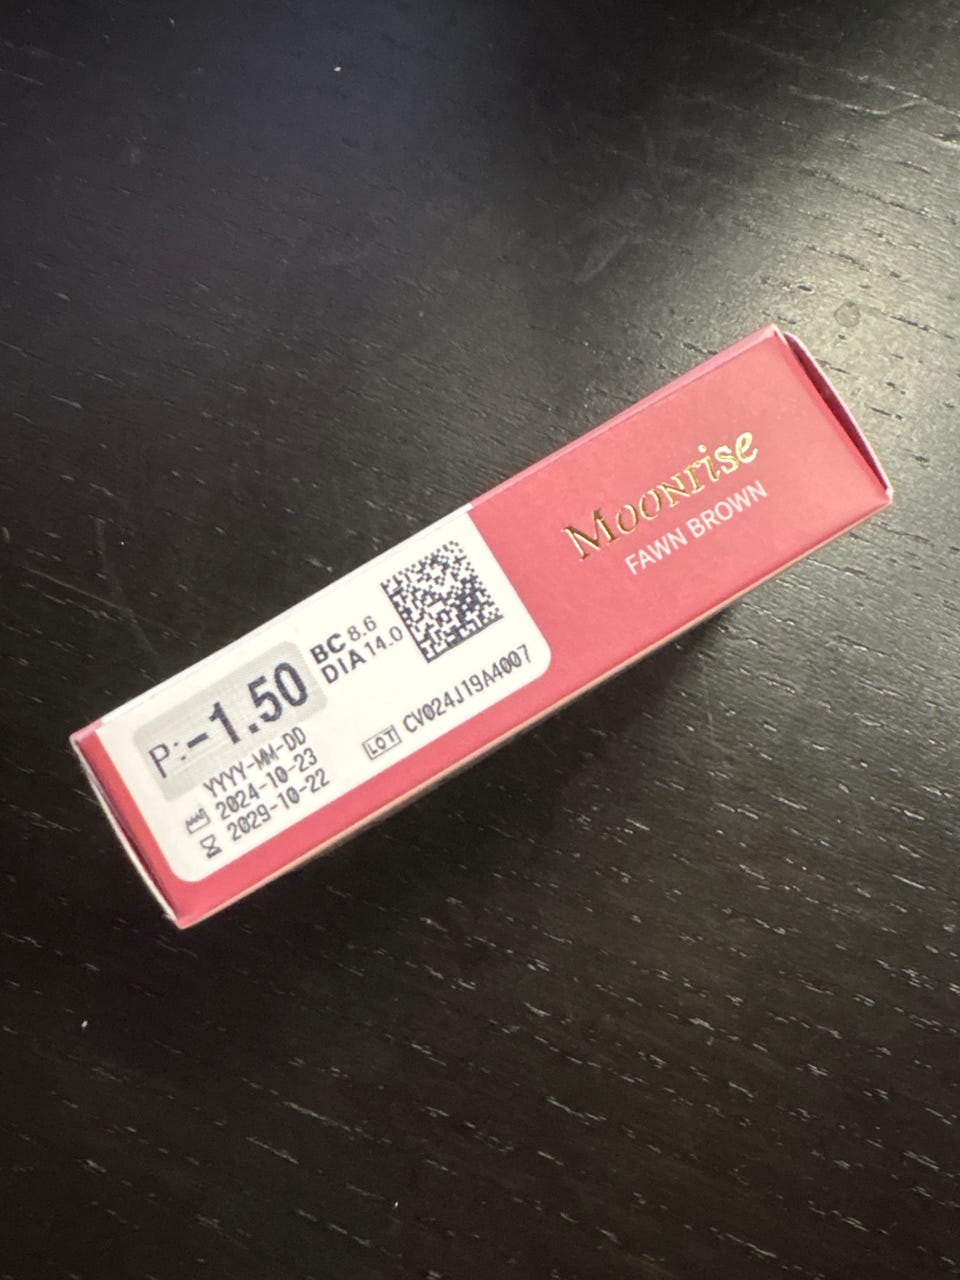 Moonrise
FAWN BROWN
P:-1.50
BC 8.6
DIA 14.0
YYYY-MM-DD
2024-10-23
2029-10-22
LOT CV024J19A4007